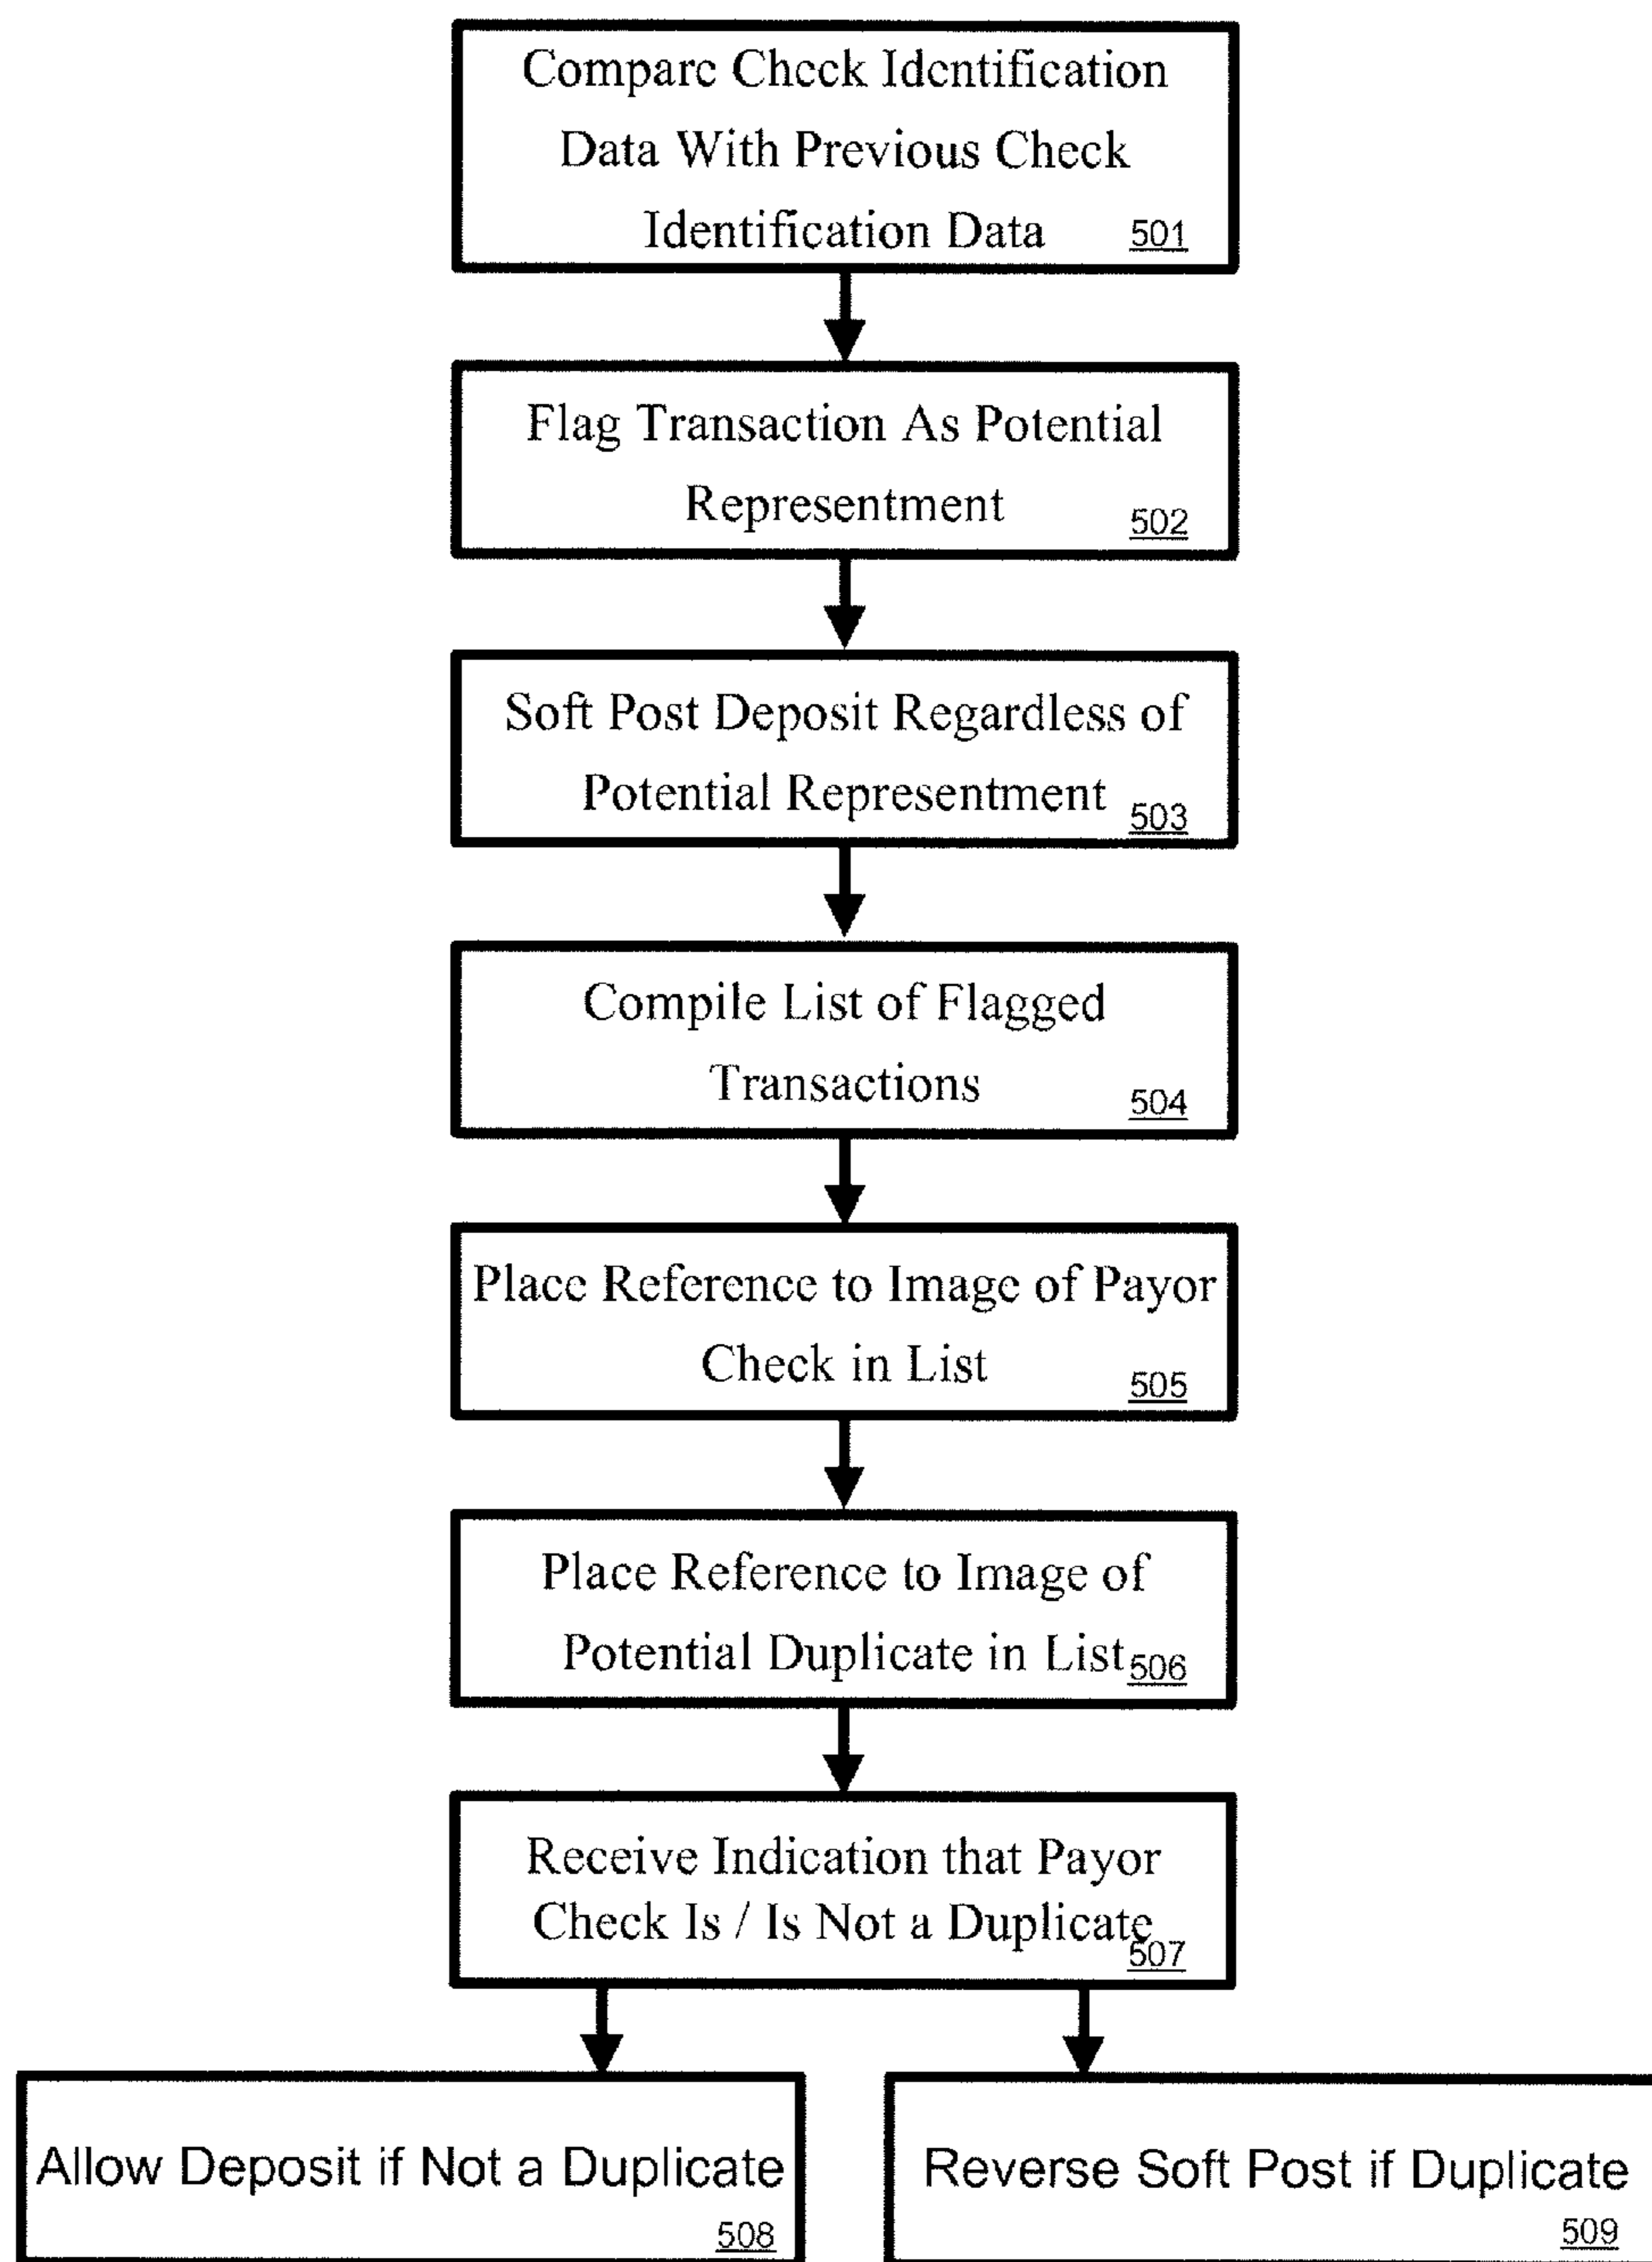 Compare Check Identification
Data With Previous Check
Identification Data 501
Flag Transaction As Potential
Representment 502
Soft Post Deposit Regardless of
Potential Representment 503
Compile List of Flagged
Transactions 504
Place Reference to Image of Payor
Check in List 505
Place Reference to Image of
Potential Duplicate in List 506
Receive Indication that Payor
Check Is / Is Not a Duplicate 507
Allow Deposit if Not a Duplicate
508
Reverse Soft Post if Duplicate
509